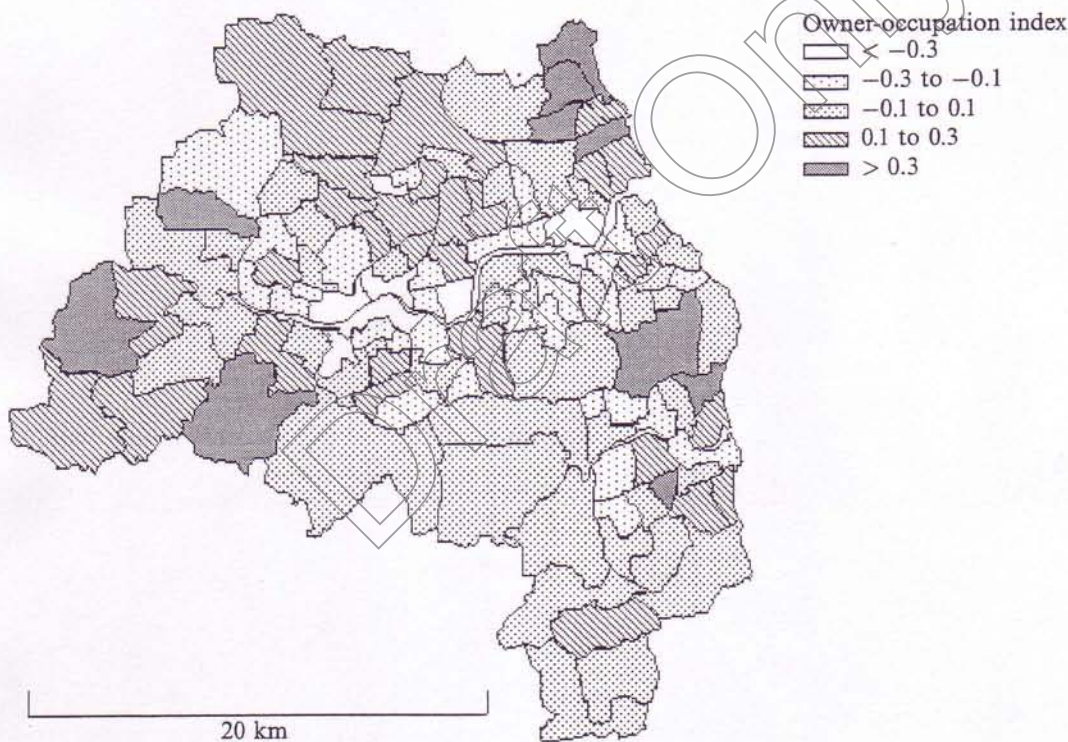 Owner-occupation index
< −0.3
−0.3 to −0.1
−0.1 to 0.1
0.1 to 0.3
> 0.3
20 km